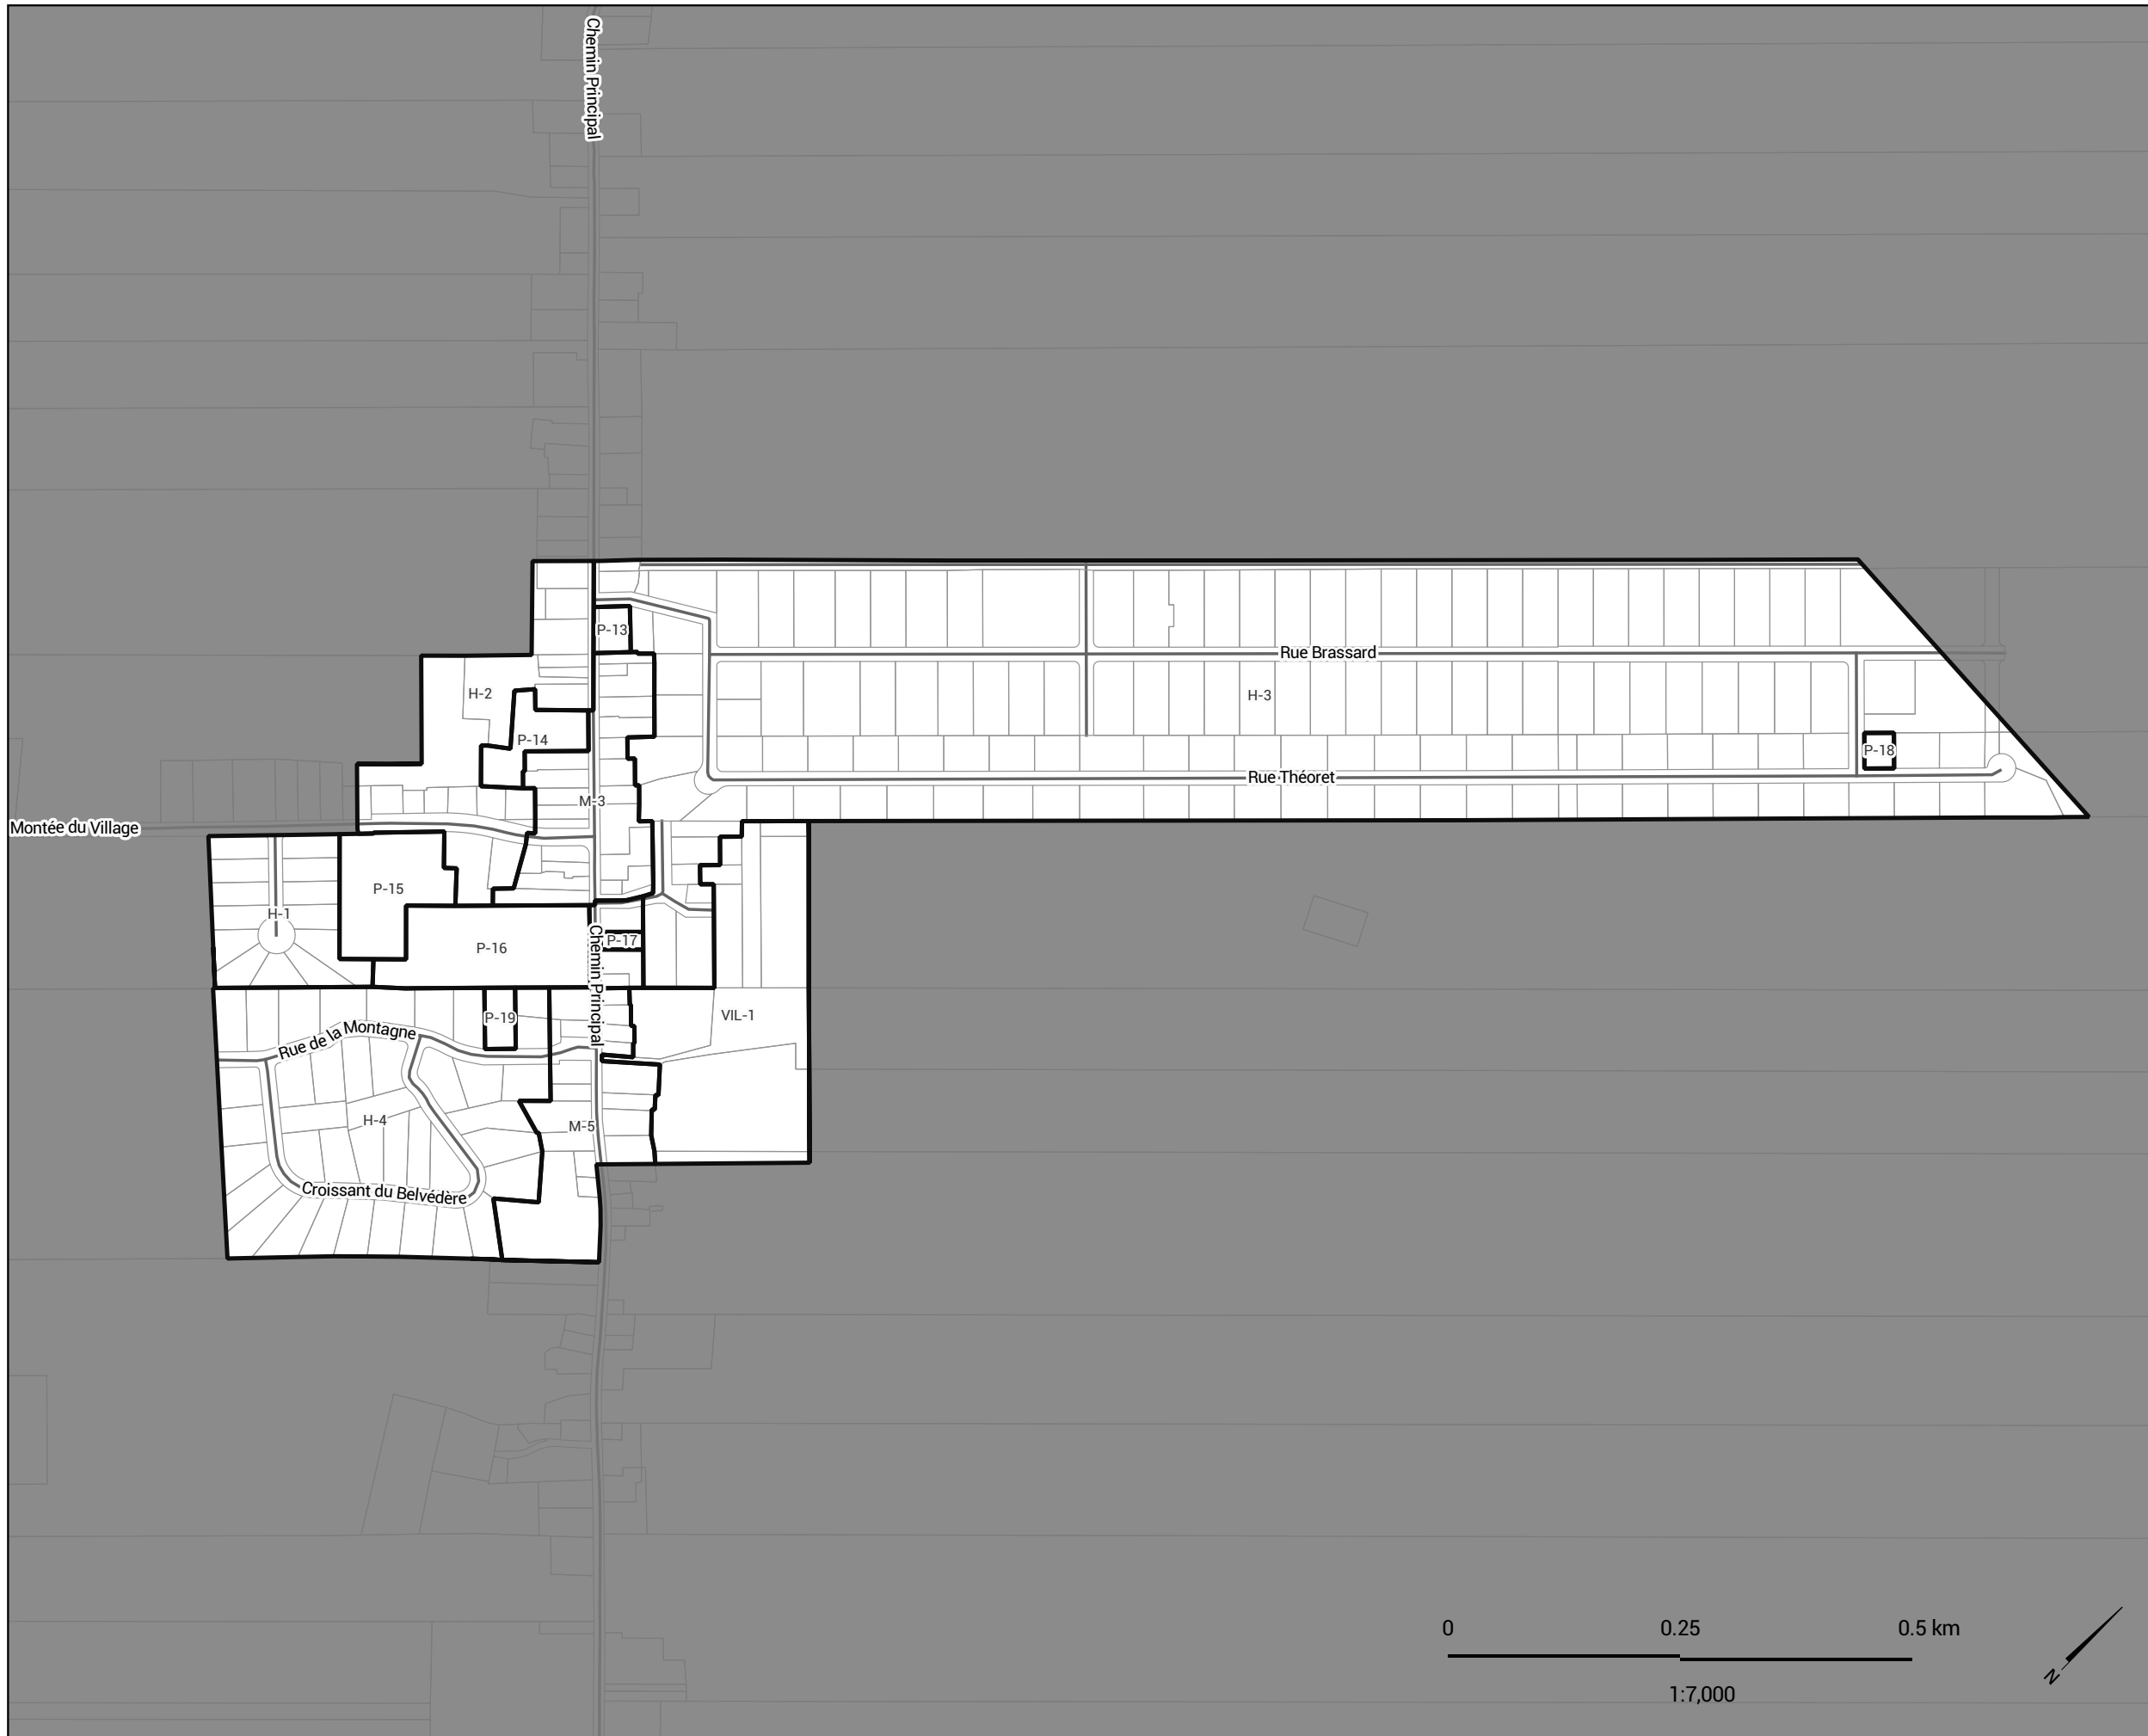 Chemin Principal
P-13
Rue Brassard
H-2
H-3
P-14
P-18
Rue Théoret
M-3
Montée du Village
P-15
H-1
P-17
P-16
Chemin Principal
VIL-1
P-19
Rue de la Montagne
H-4
M-5
Croissant du Belvédère
0 0.25 0.5 km
1:7,000
N